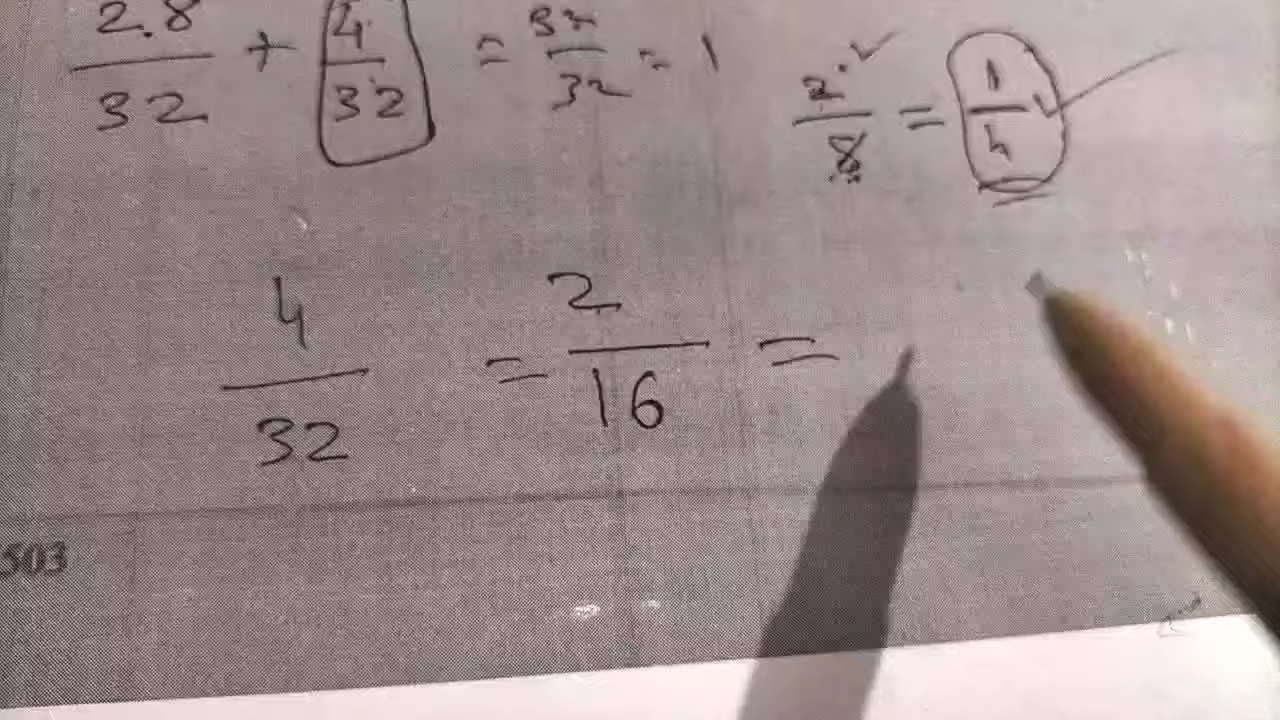 28/32 + 4/32 = 32/32 = 1
2/8 = 1/4
4/32 = 2/16 =
503